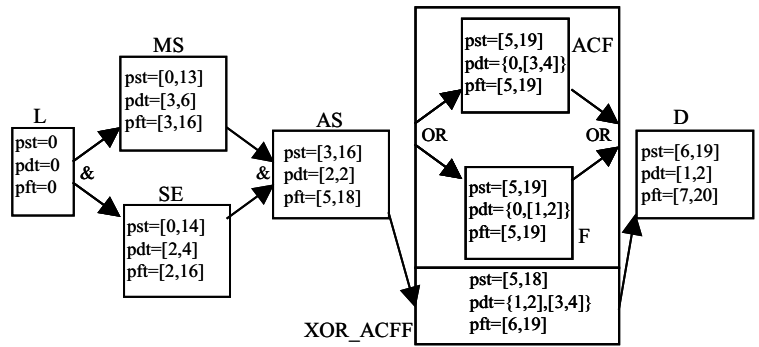 L
pst=0
pdt=0
pft=0
&
MS
pst=[0,13]
pdt=[3,6]
pft=[3,16]
SE
pst=[0,14]
pdt=[2,4]
pft=[2,16]
&
AS
pst=[3,16]
pdt=[2,2]
pft=[5,18]
OR
ACF
pst=[5,19]
pdt={0,[3,4]}
pft=[5,19]
pst=[5,19]
pdt={0,[1,2]}
pft=[5,19]
F
OR
XOR_ACFF
pst=[5,18]
pdt={1,2],[3,4]}
pft=[6,19]
D
pst=[6,19]
pdt=[1,2]
pft=[7,20]